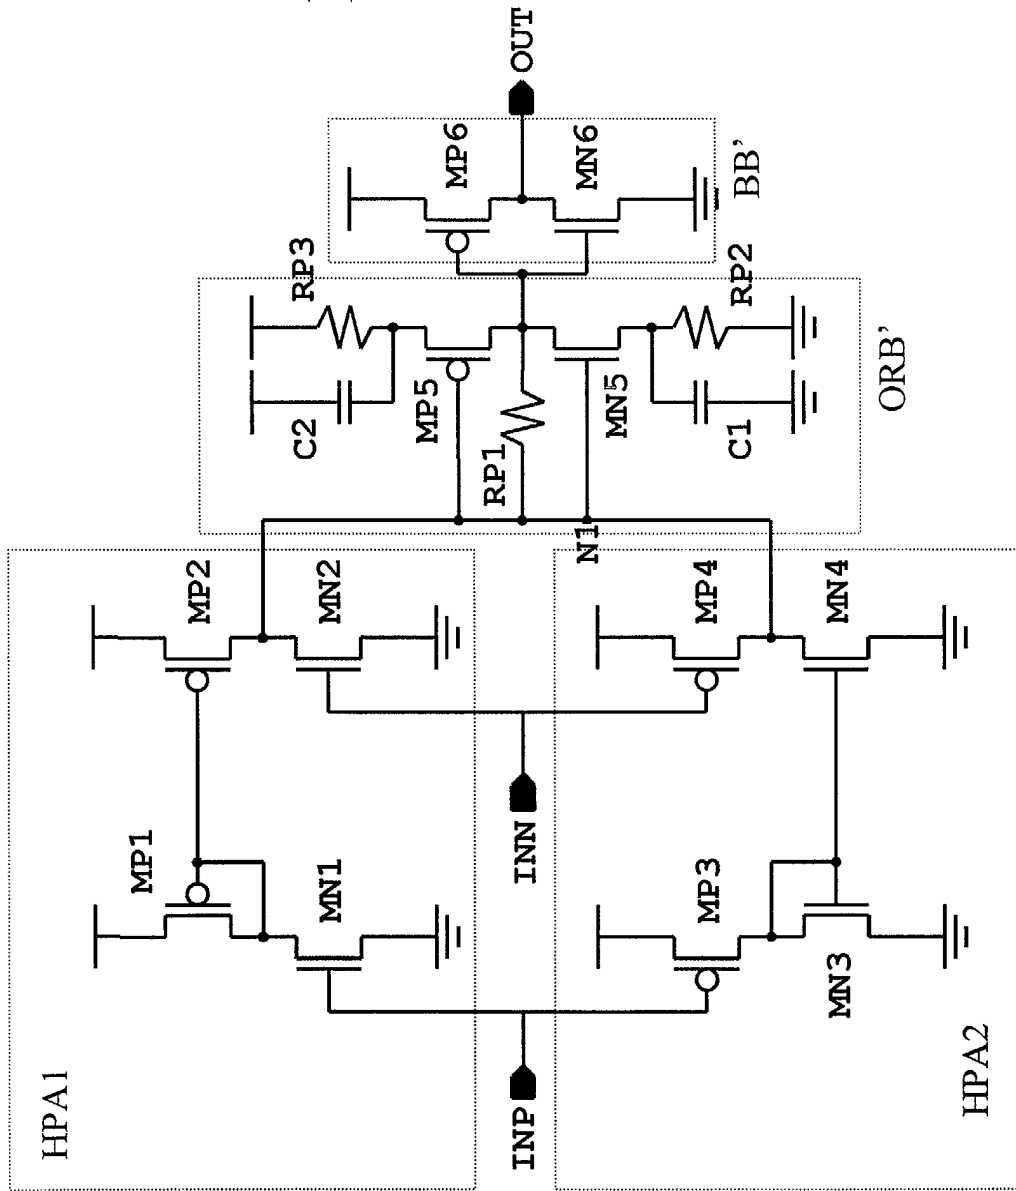 HPA1
MP1
MN1
MP2
MN2
INP
INN
HPA2
MP3
MN3
MP4
MN4
N1
ORB'
RP1
C2
MP5
RP3
MN5
C1
RP2
BB'
MP6
MN6
OUT